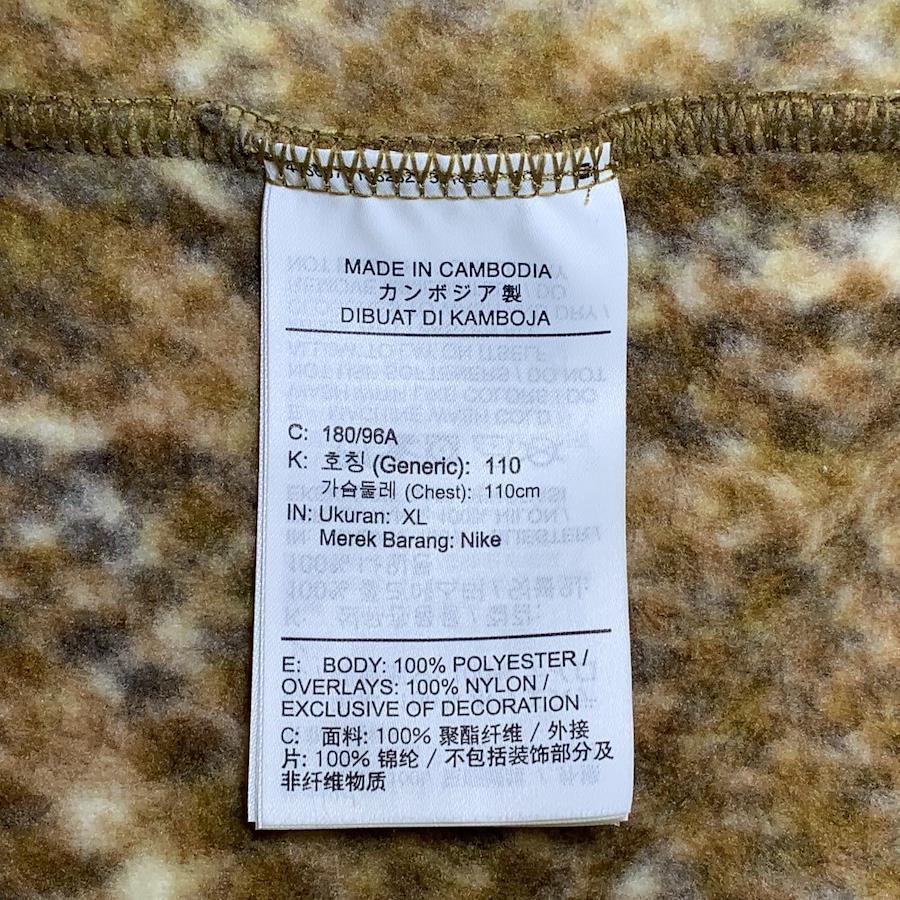 MADE IN CAMBODIA
カンボジア製
DIBUAT DI KAMBOJA
C: 180/96A
K: 호칭 (Generic): 110
가슴둘레 (Chest): 110cm
IN: Ukuran: XL
Merek Barang: Nike
E: BODY: 100% POLYESTER /
OVERLAYS: 100% NYLON /
EXCLUSIVE OF DECORATION
C: 面料: 100% 聚酯纤维 / 外接
片: 100% 锦纶 / 不包括装饰部分及
非纤维物质